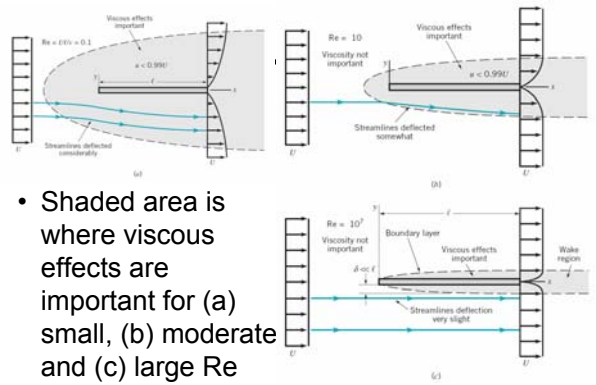 Viscous effects
important
Re = Uℓ/ν = 0.1
u < 0.99U
y
ℓ
x
Streamlines deflected
considerably
U
U
(a)
Re = 10
Viscosity not
important
Viscous effects
important
y
ℓ
u < 0.99U
x
Streamlines deflected
somewhat
U
U
(b)
• Shaded area is
where viscous
effects are
important for (a)
small, (b) moderate
and (c) large Re
Re = 10⁷
Viscosity not
important
y
ℓ
Boundary layer
Viscous effects
important
Wake
region
δ ≪ ℓ
x
Streamlines deflection
very slight
U
U
(c)